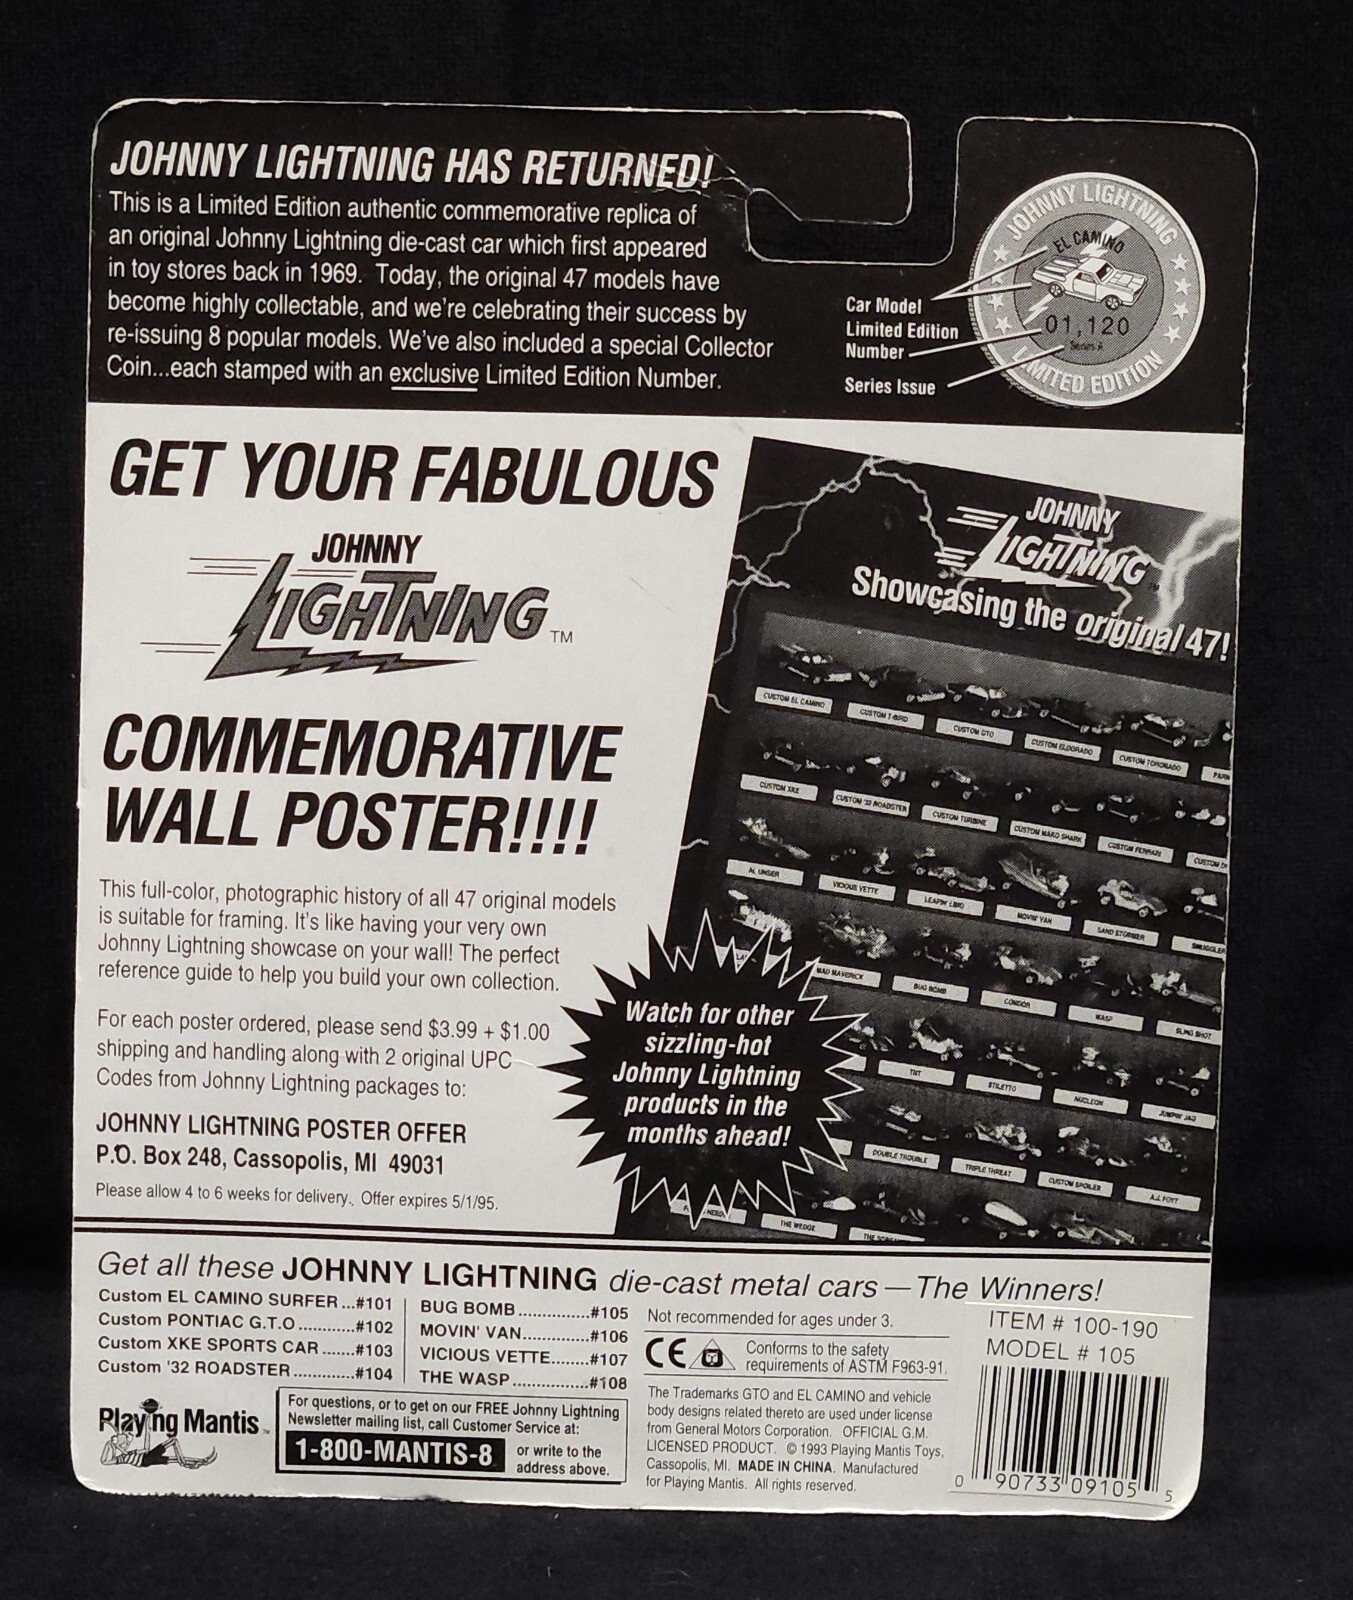 JOHNNY LIGHTNING HAS RETURNED!
This is a Limited Edition authentic commemorative replica of
an original Johnny Lightning die-cast car which first appeared
in toy stores back in 1969. Today, the original 47 models have
become highly collectable, and we're celebrating their success by
re-issuing 8 popular models. We've also included a special Collector
Coin...each stamped with an exclusive Limited Edition Number.
Car Model
Limited Edition
Number
Series Issue
JOHNNY LIGHTNING
EL CAMINO
01,120
Series A
LIMITED EDITION
GET YOUR FABULOUS
JOHNNY
LIGHTNING TM
COMMEMORATIVE
WALL POSTER!!!!
This full-color, photographic history of all 47 original models
is suitable for framing. It's like having your very own
Johnny Lightning showcase on your wall! The perfect
reference guide to help you build your own collection.
For each poster ordered, please send $3.99 + $1.00
shipping and handling along with 2 original UPC
Codes from Johnny Lightning packages to:
JOHNNY LIGHTNING POSTER OFFER
P.O. Box 248, Cassopolis, MI 49031
Please allow 4 to 6 weeks for delivery. Offer expires 5/1/95.
JOHNNY
LIGHTNING
Showcasing the original 47!
CUSTOM EL CAMINO CUSTOM T-BIRD CUSTOM GTO CUSTOM ELDORADO CUSTOM TORONADO
CUSTOM XKE CUSTOM '32 ROADSTER CUSTOM TURBINE CUSTOM MAKO SHARK CUSTOM FERRARI CUSTOM
AL UNSER VICIOUS VETTE LEAPIN' LIMO MOVIN' VAN SAND STORMER SMUGGLER
MAD MAVERICK BUG BOMB CONDOR WASP SLING SHOT
TNT STILETTO NUCLEON JUMPIN' JAG
DOUBLE TROUBLE TRIPLE THREAT CUSTOM SPOILER A.J. FOYT
THE WEDGE
Watch for other
sizzling-hot
Johnny Lightning
products in the
months ahead!
Get all these JOHNNY LIGHTNING die-cast metal cars — The Winners!
Custom EL CAMINO SURFER...#101
Custom PONTIAC G.T.O............#102
Custom XKE SPORTS CAR.......#103
Custom '32 ROADSTER.............#104
BUG BOMB..............#105
MOVIN' VAN.............#106
VICIOUS VETTE........#107
THE WASP...............#108
Playing Mantis
For questions, or to get on our FREE Johnny Lightning
Newsletter mailing list, call Customer Service at:
1-800-MANTIS-8
or write to the
address above.
Not recommended for ages under 3.
CE
Conforms to the safety
requirements of ASTM F963-91.
The Trademarks GTO and EL CAMINO and vehicle
body designs related thereto are used under license
from General Motors Corporation. OFFICIAL G.M.
LICENSED PRODUCT. © 1993 Playing Mantis Toys,
Cassopolis, MI. MADE IN CHINA. Manufactured
for Playing Mantis. All rights reserved.
ITEM # 100-190
MODEL # 105
0 90733 09105 5